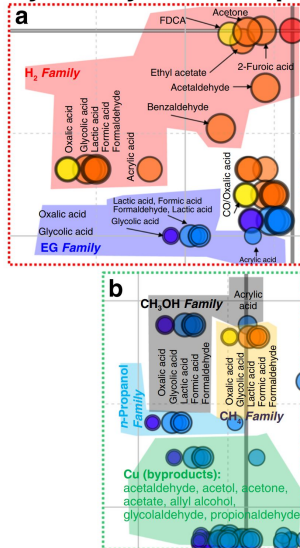 a
Acetone
FDCA
H₂ Family
Ethyl acetate
2-Furoic acid
Acetaldehyde
Benzaldehyde
Oxalic acid
Glycolic acid
Lactic acid
Formic acid
Formaldehyde
Acrylic acid
CO/Oxalic acid
Oxalic acid
Glycolic acid
Lactic acid, Formic acid
Formaldehyde, Lactic acid
Glycolic acid
EG Family
Acrylic acid
b
CH₃OH Family
Acrylic
acid
Oxalic acid
Glycolic acid
Lactic acid
Formic acid
Formaldehyde
Oxalic acid
Glycolic acid
Lactic acid
Formic acid
Formaldehyde
n-Propanol
Family
CH₄ Family
Cu (byproducts):
acetaldehyde, acetol, acetone,
acetate, allyl alcohol,
glycolaldehyde, propionaldehyde